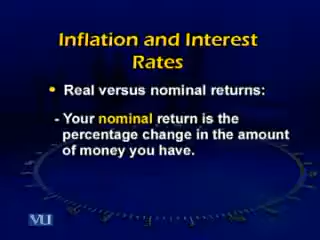 Inflation and Interest
Rates
• Real versus nominal returns:
- Your nominal return is the
percentage change in the amount
of money you have.
VU